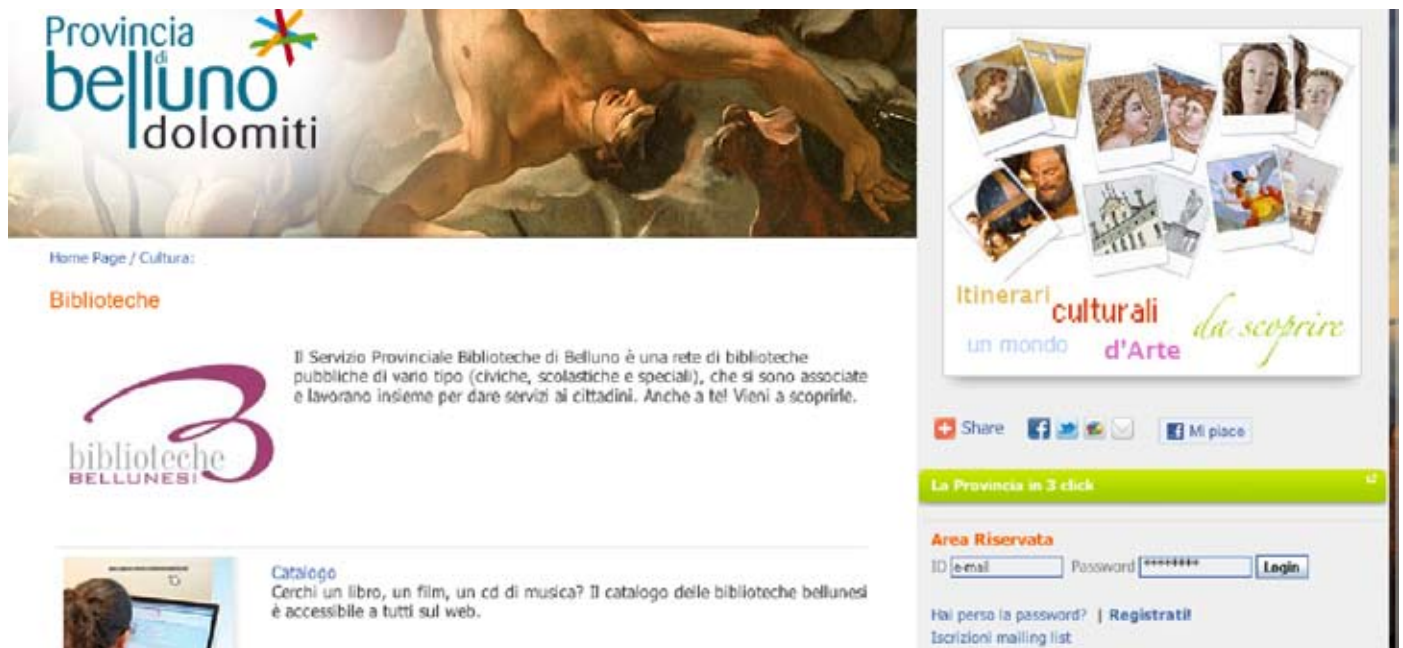 Provincia
di
belluno
dolomiti
Home Page / Cultura:
Biblioteche
biblioteche
BELLUNESI
Il Servizio Provinciale Biblioteche di Belluno è una rete di biblioteche
pubbliche di vario tipo (civiche, scolastiche e speciali), che si sono associate
e lavorano insieme per dare servizi ai cittadini. Anche a te! Vieni a scoprirle.
Catalogo
Cerchi un libro, un film, un cd di musica? Il catalogo delle biblioteche bellunesi
è accessibile a tutti sul web.
Itinerari
culturali
da scoprire
un mondo
d'Arte
Share
Mi piace
La Provincia in 3 click
Area Riservata
ID e-mail Password ******** Login
Hai perso la password? | Registrati!
Iscrizioni mailing list